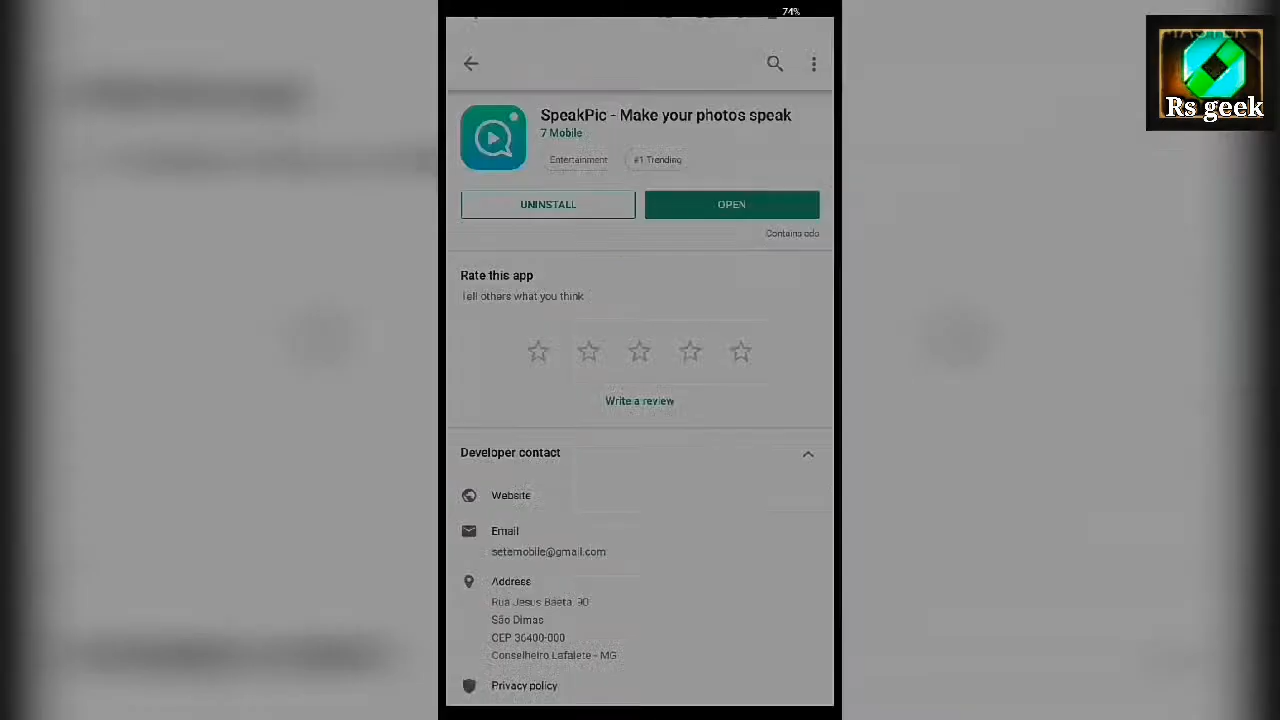 74%
MASTER
Rs geek
SpeakPic - Make your photos speak
7 Mobile
Entertainment
#1 Trending
UNINSTALL
OPEN
Contains ads
Rate this app
Tell others what you think
Write a review
Developer contact
Website
Email
setemobile@gmail.com
Address
Rua Jesus Baeta 90
São Dimas
CEP 36400-000
Conselheiro Lafaiete - MG
Privacy policy